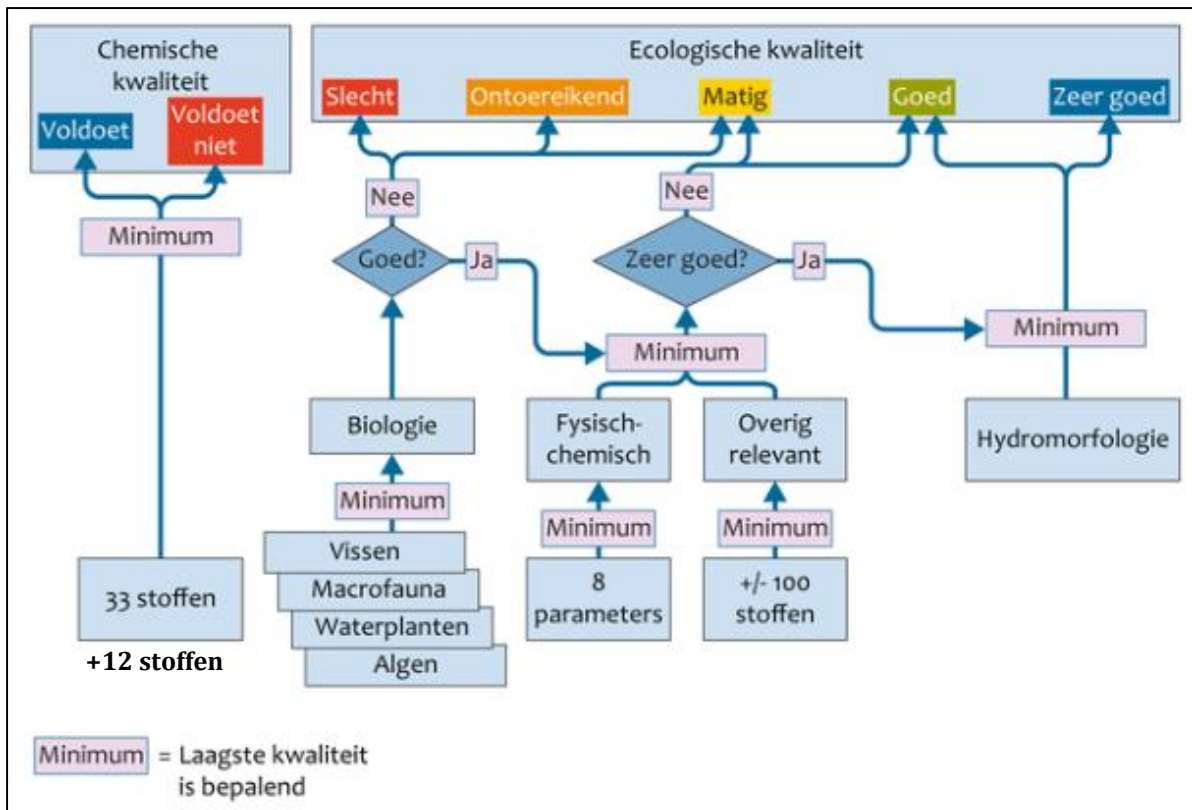 Chemische
kwaliteit
Voldoet
Voldoet
niet
Minimum
33 stoffen
+12 stoffen
Ecologische kwaliteit
Slecht
Ontoereikend
Matig
Goed
Zeer goed
Nee
Nee
Goed?
Ja
Zeer goed?
Ja
Minimum
Minimum
Biologie
Fysisch-
chemisch
Overig
relevant
Hydromorfologie
Minimum
Minimum
Minimum
Vissen
Macrofauna
Waterplanten
Algen
8
parameters
+/- 100
stoffen
Minimum = Laagste kwaliteit
is bepalend